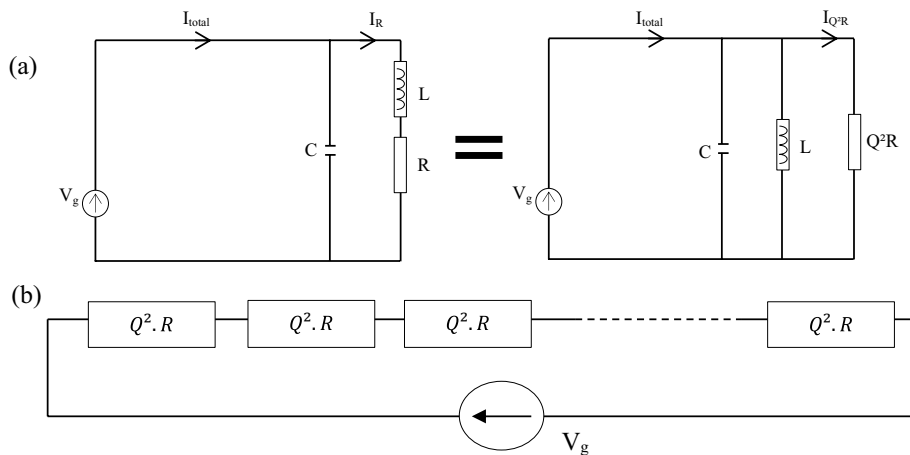 (a)
I_total I_R
L
C
R
V_g
=
I_total I_Q²R
C
L
Q²R
V_g
(b)
Q². R Q². R Q². R Q². R
V_g